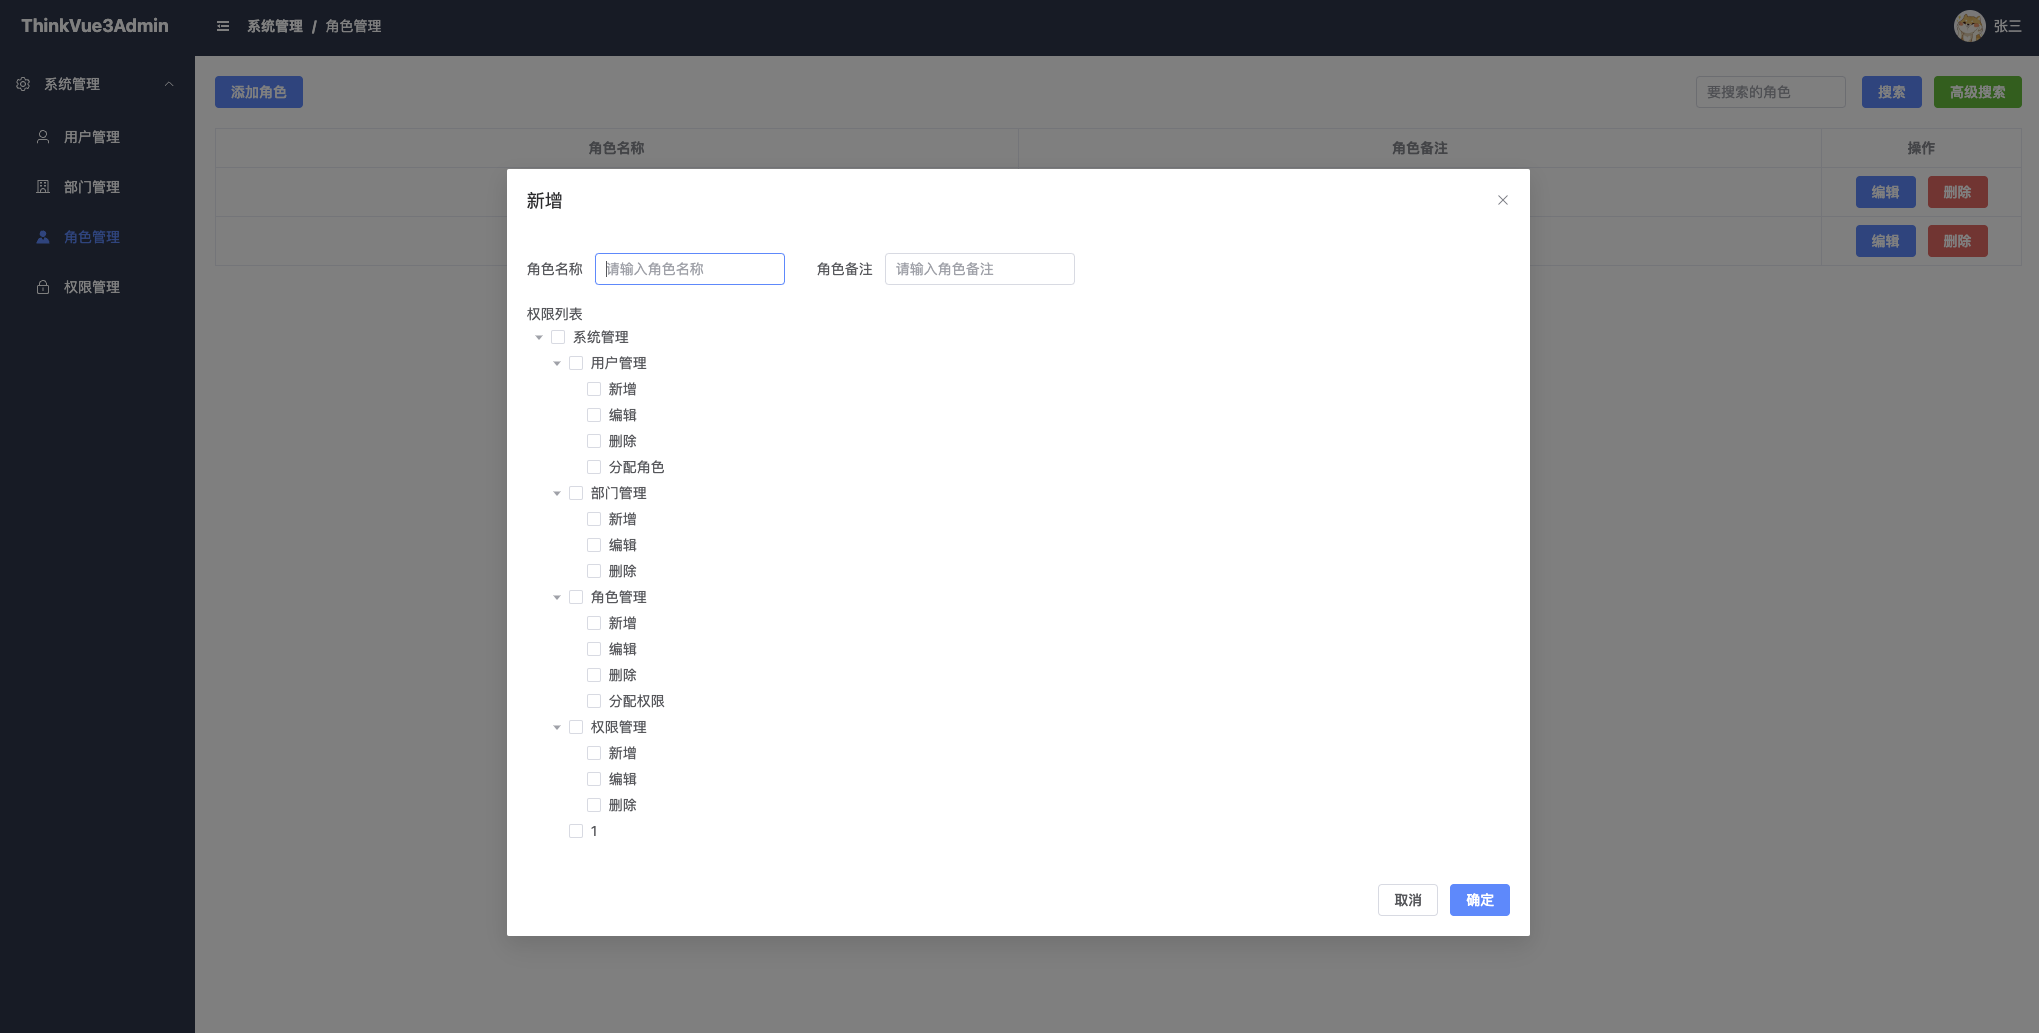 ThinkVue3Admin
系统管理 / 角色管理
张三
系统管理
用户管理
部门管理
角色管理
权限管理
添加角色
要搜索的角色
搜索
高级搜索
角色名称
角色备注
操作
编辑
删除
编辑
删除
新增
角色名称
请输入角色名称
角色备注
请输入角色备注
权限列表
系统管理
用户管理
新增
编辑
删除
分配角色
部门管理
新增
编辑
删除
角色管理
新增
编辑
删除
分配权限
权限管理
新增
编辑
删除
1
取消
确定